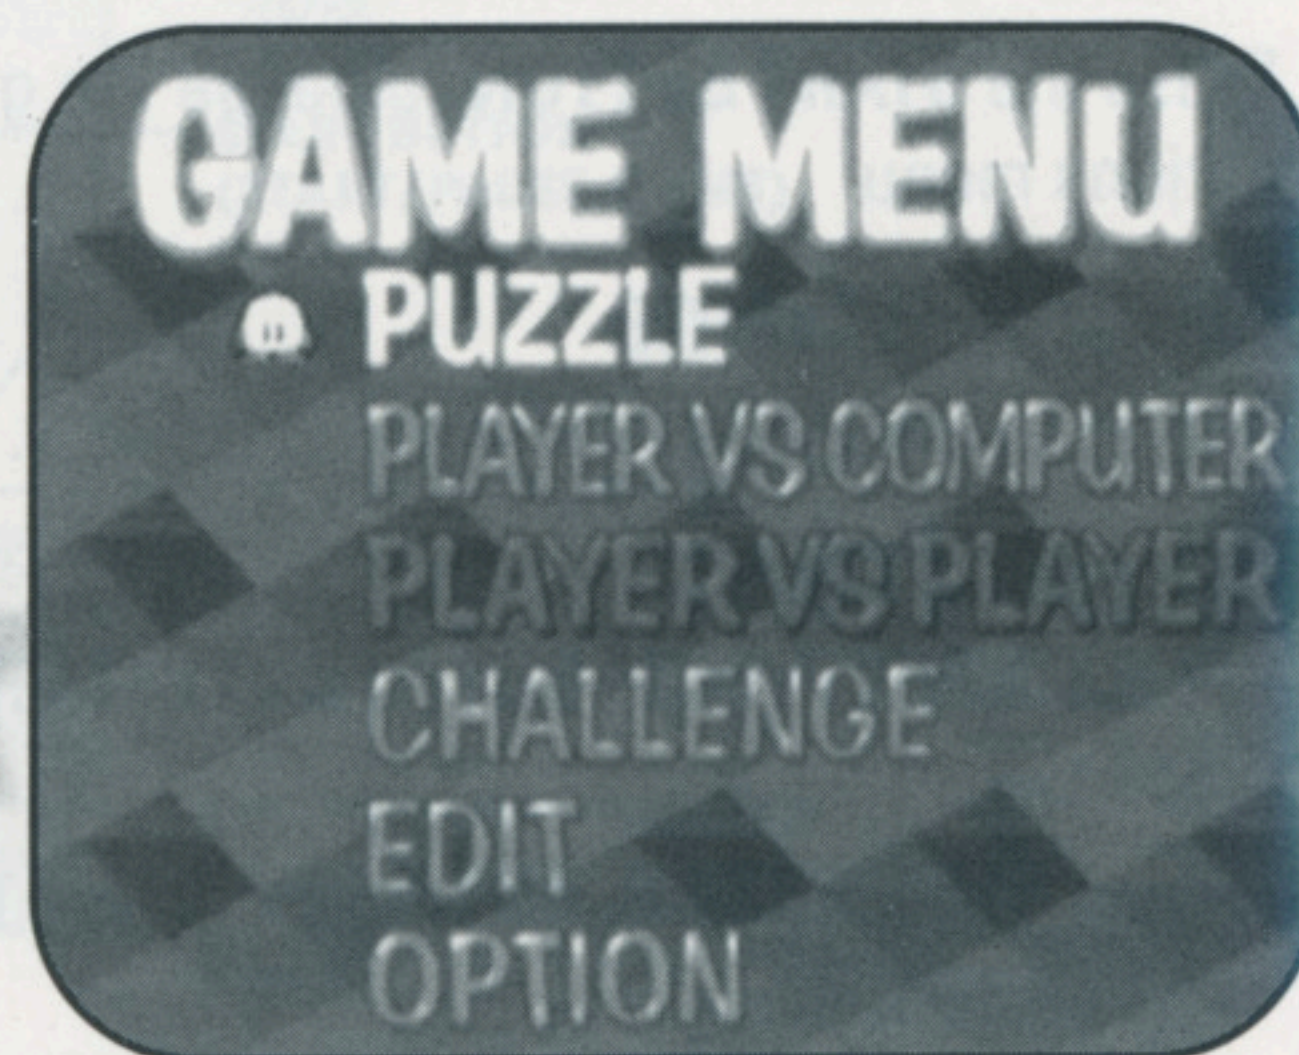 GAME MENU
PUZZLE
PLAYER VS COMPUTER
PLAYER VS PLAYER
CHALLENGE
EDIT
OPTION